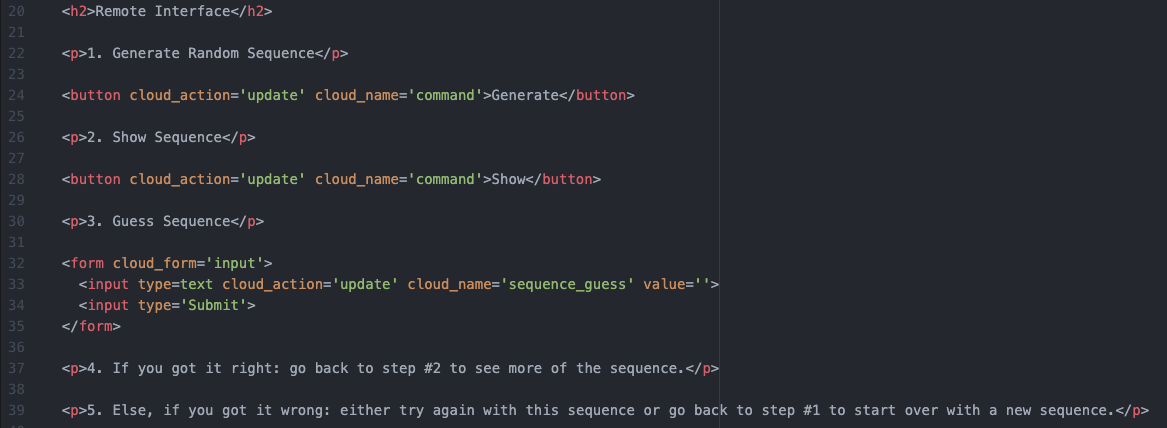 20 <h2>Remote Interface</h2>
21
22 <p>1. Generate Random Sequence</p>
23
24 <button cloud_action='update' cloud_name='command'>Generate</button>
25
26 <p>2. Show Sequence</p>
27
28 <button cloud_action='update' cloud_name='command'>Show</button>
29
30 <p>3. Guess Sequence</p>
31
32 <form cloud_form='input'>
33 <input type=text cloud_action='update' cloud_name='sequence_guess' value=''>
34 <input type='Submit'>
35 </form>
36
37 <p>4. If you got it right: go back to step #2 to see more of the sequence.</p>
38
39 <p>5. Else, if you got it wrong: either try again with this sequence or go back to step #1 to start over with a new sequence.</p>